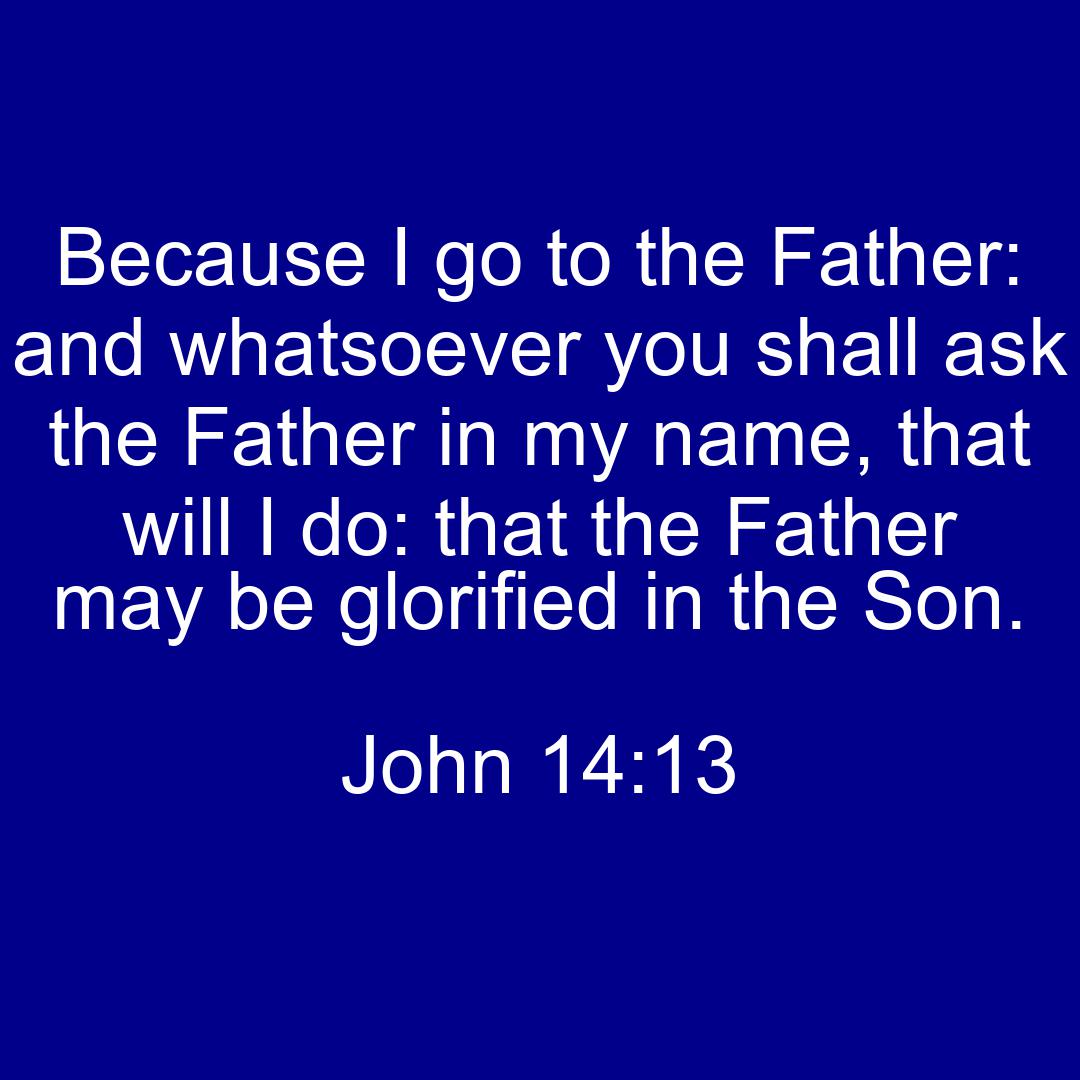 Because I go to the Father:
and whatsoever you shall ask
the Father in my name, that
will I do: that the Father
may be glorified in the Son.
John 14:13